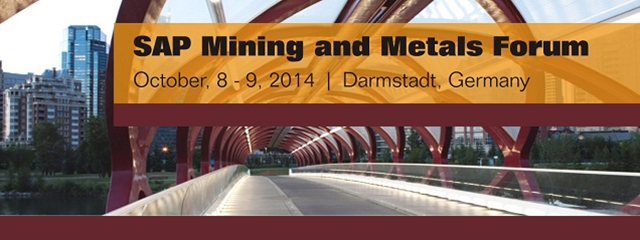 SAP Mining and Metals Forum
October, 8 - 9, 2014 | Darmstadt, Germany